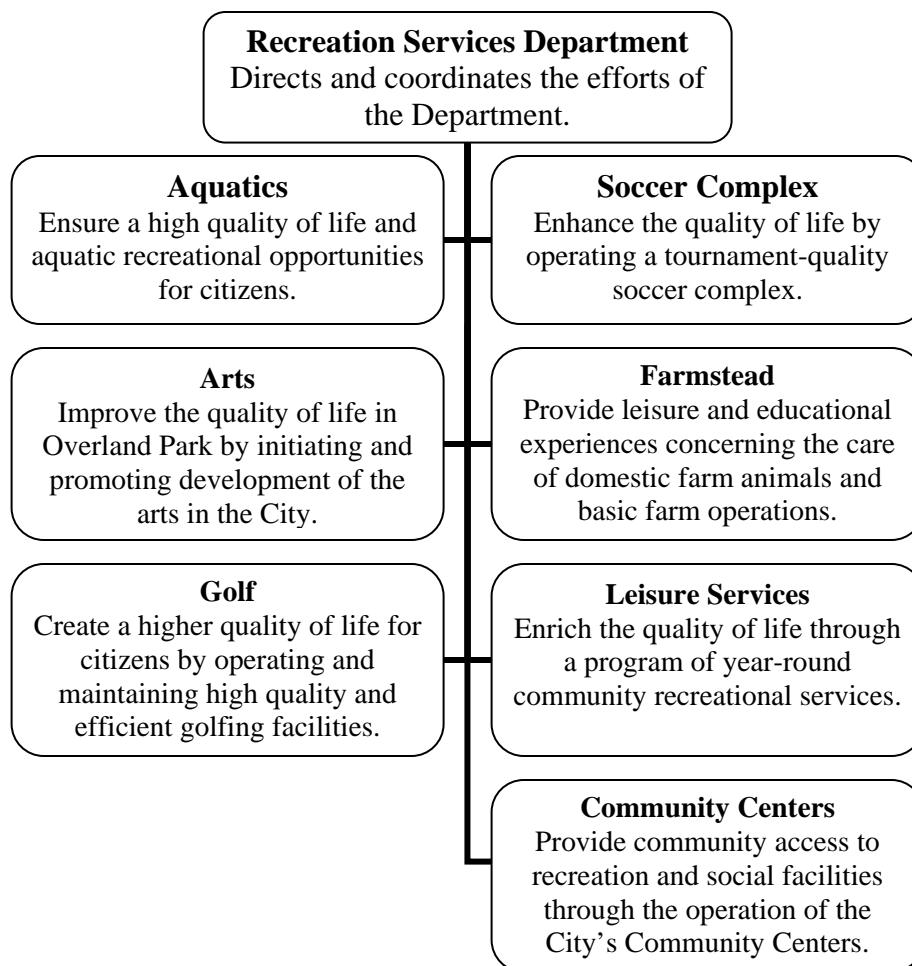 Recreation Services Department
Directs and coordinates the efforts of
the Department.
Aquatics
Ensure a high quality of life and
aquatic recreational opportunities
for citizens.
Soccer Complex
Enhance the quality of life by
operating a tournament-quality
soccer complex.
Arts
Improve the quality of life in
Overland Park by initiating and
promoting development of the
arts in the City.
Farmstead
Provide leisure and educational
experiences concerning the care
of domestic farm animals and
basic farm operations.
Golf
Create a higher quality of life for
citizens by operating and
maintaining high quality and
efficient golfing facilities.
Leisure Services
Enrich the quality of life through
a program of year-round
community recreational services.
Community Centers
Provide community access to
recreation and social facilities
through the operation of the
City's Community Centers.